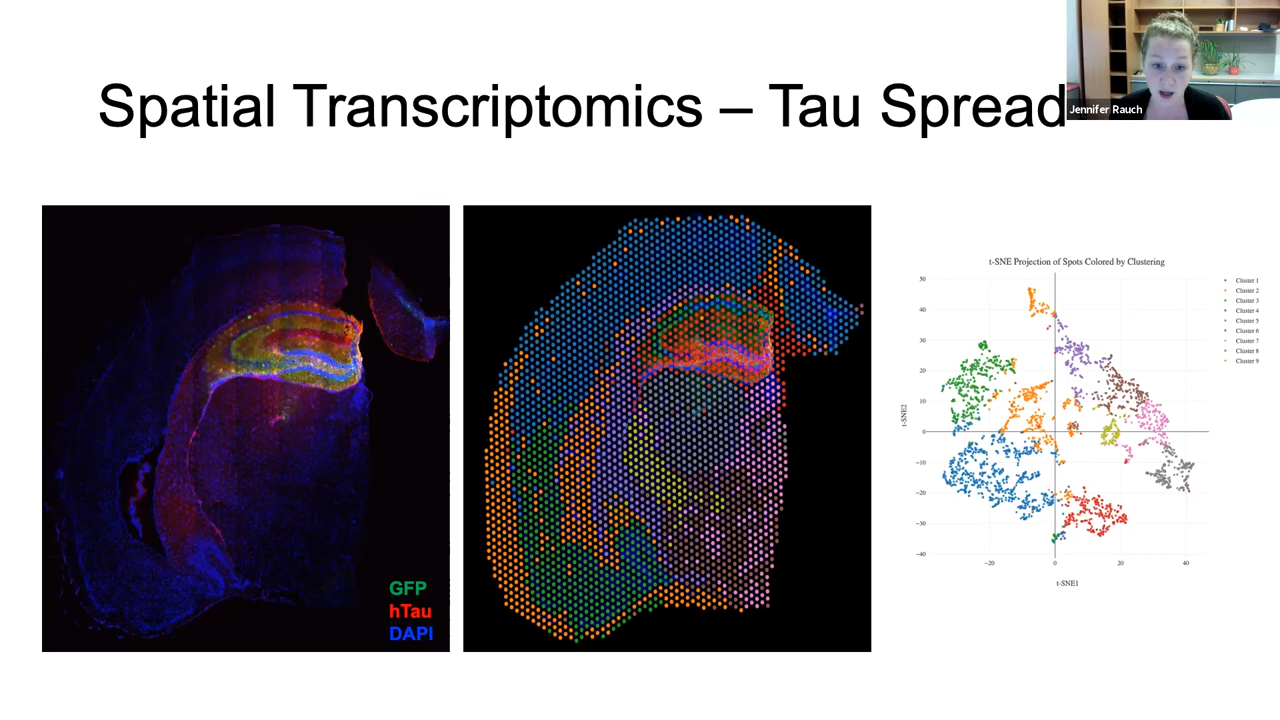 Spatial Transcriptomics – Tau Spread
Jennifer Rauch
GFP
hTau
DAPI
t-SNE Projection of Spots Colored by Clustering
50
40
30
20
10
0
−10
−20
−30
−40
−20
0
20
40
t-SNE2
t-SNE1
Cluster 1
Cluster 2
Cluster 3
Cluster 4
Cluster 5
Cluster 6
Cluster 7
Cluster 8
Cluster 9